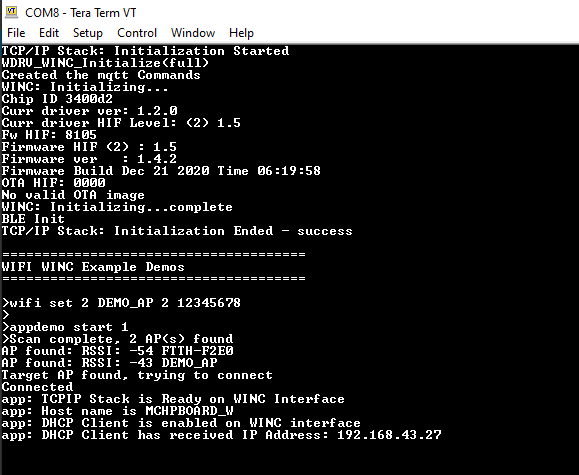 COM8 - Tera Term VT
File Edit Setup Control Window Help
TCP/IP Stack: Initialization Started
WDRV_WINC_Initialize(full)
Created the mqtt Commands
WINC: Initializing...
Chip ID 3400d2
Curr driver ver: 1.2.0
Curr driver HIF Level: (2) 1.5
Fw HIF: 8105
Firmware HIF (2) : 1.5
Firmware ver   : 1.4.2
Firmware Build Dec 21 2020 Time 06:19:58
OTA HIF: 0000
No valid OTA image
WINC: Initializing...complete
BLE Init
TCP/IP Stack: Initialization Ended - success
======================================
WIFI WINC Example Demos
======================================
>wifi set 2 DEMO_AP 2 12345678
>
>appdemo start 1
>Scan complete, 2 AP(s) found
AP found: RSSI: -54 FTTH-F2E0
AP found: RSSI: -43 DEMO_AP
Target AP found, trying to connect
Connected
app: TCPIP Stack is Ready on WINC Interface
app: Host name is MCHPBOARD_W
app: DHCP Client is enabled on WINC interface
app: DHCP Client has received IP Address: 192.168.43.27